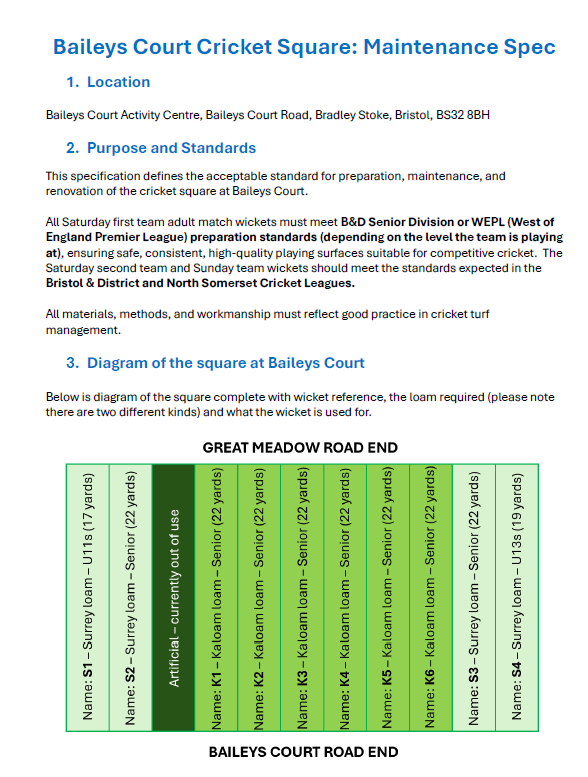 Baileys Court Cricket Square: Maintenance Spec
1. Location
Baileys Court Activity Centre, Baileys Court Road, Bradley Stoke, Bristol, BS32 8BH
2. Purpose and Standards
This specification defines the acceptable standard for preparation, maintenance, and
renovation of the cricket square at Baileys Court.
All Saturday first team adult match wickets must meet B&D Senior Division or WEPL (West of
England Premier League) preparation standards (depending on the level the team is playing
at), ensuring safe, consistent, high-quality playing surfaces suitable for competitive cricket. The
Saturday second team and Sunday team wickets should meet the standards expected in the
Bristol & District and North Somerset Cricket Leagues.
All materials, methods, and workmanship must reflect good practice in cricket turf
management.
3. Diagram of the square at Baileys Court
Below is diagram of the square complete with wicket reference, the loam required (please note
there are two different kinds) and what the wicket is used for.
GREAT MEADOW ROAD END
Name: S1 – Surrey loam – U11s (17 yards)
Name: S2 – Surrey loam – Senior (22 yards)
Artificial – currently out of use
Name: K1 – Kaloam loam – Senior (22 yards)
Name: K2 – Kaloam loam – Senior (22 yards)
Name: K3 – Kaloam loam – Senior (22 yards)
Name: K4 – Kaloam loam – Senior (22 yards)
Name: K5 – Kaloam loam – Senior (22 yards)
Name: K6 – Kaloam loam – Senior (22 yards)
Name: S3 – Surrey loam – Senior (22 yards)
Name: S4 – Surrey loam – U13s (19 yards)
BAILEYS COURT ROAD END